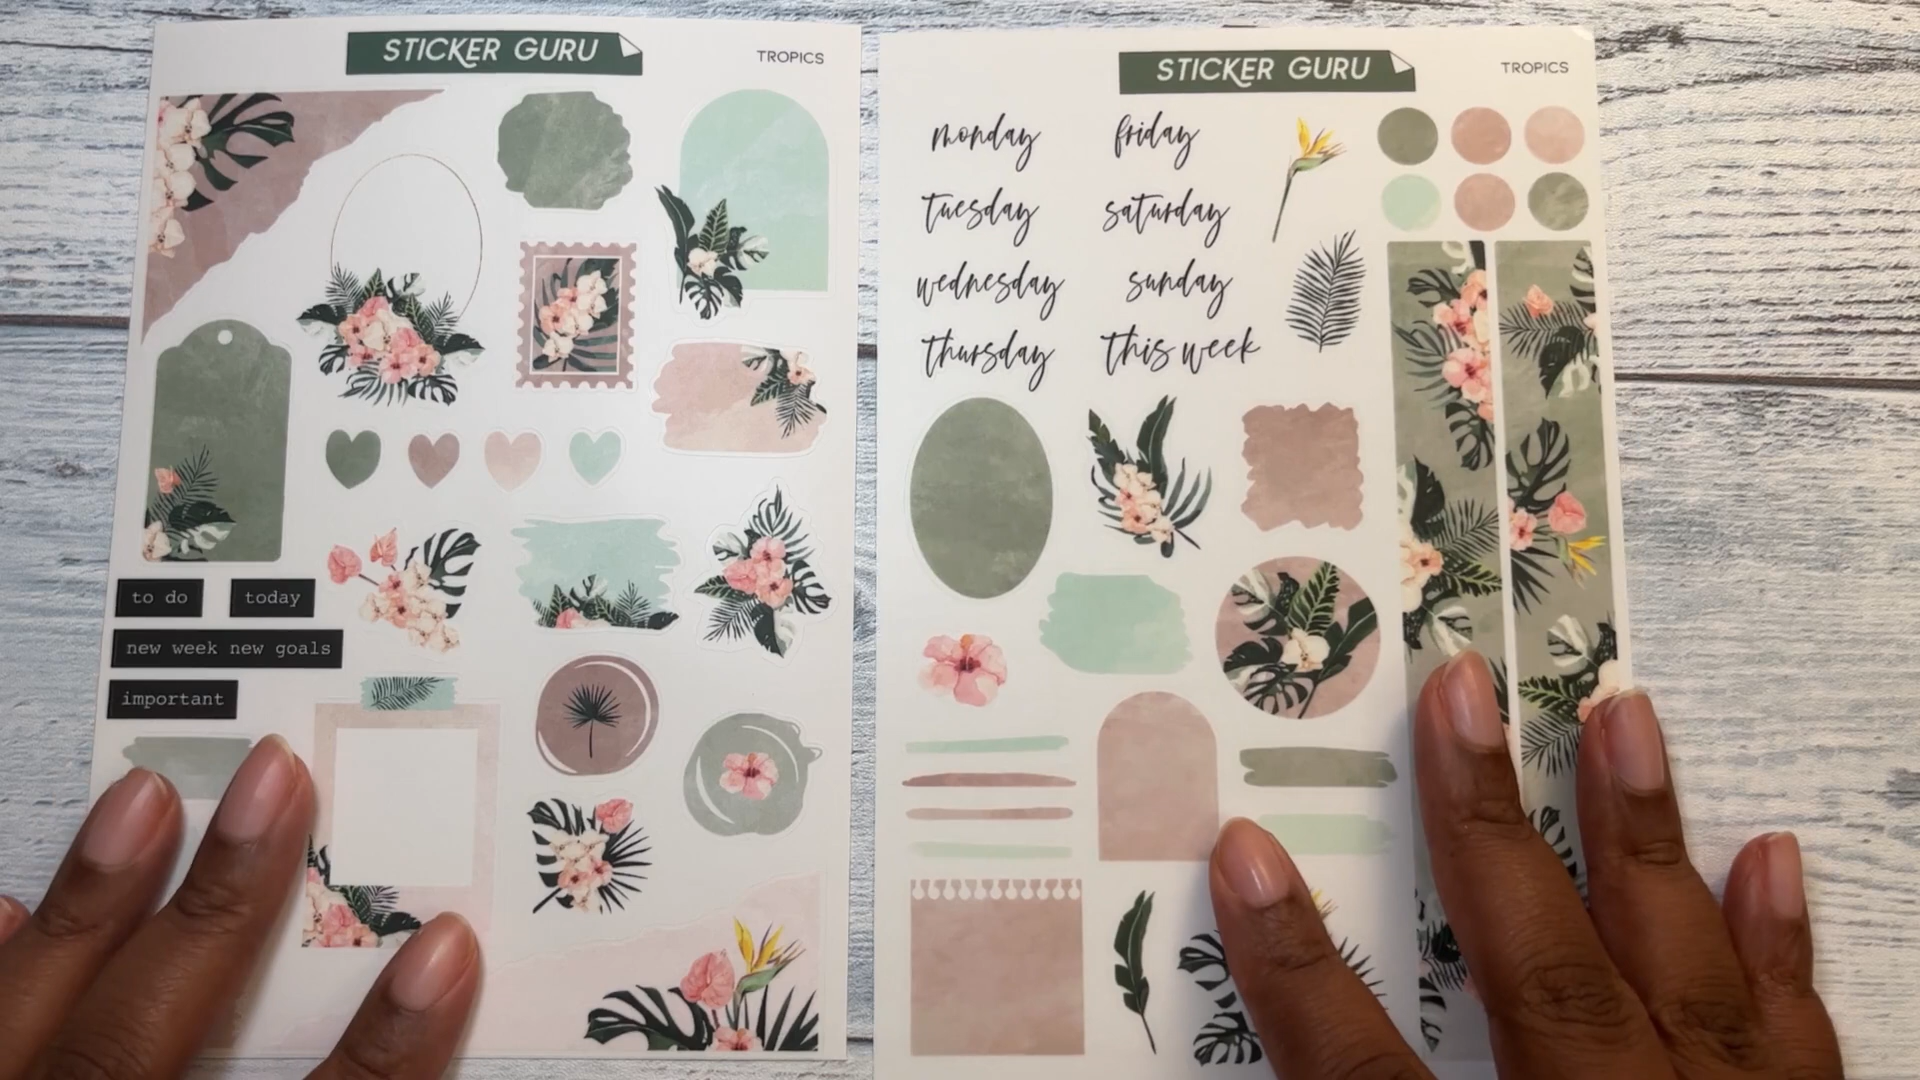 STICKER GURU
TROPICS
to do
today
new week new goals
important
STICKER GURU
TROPICS
monday
friday
tuesday
saturday
wednesday
sunday
thursday
this week